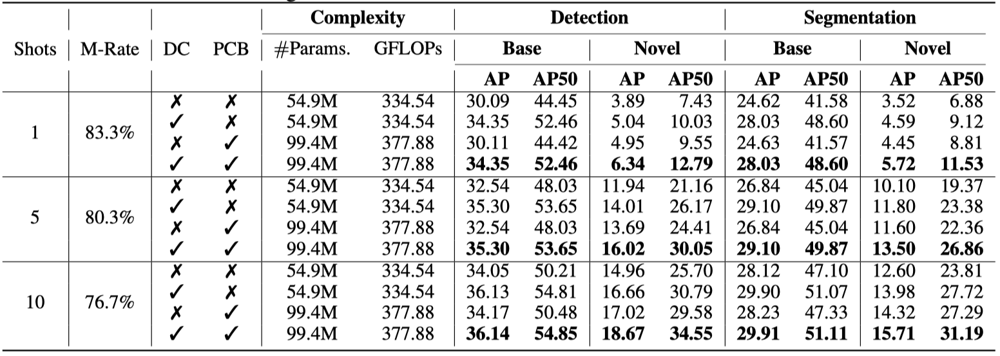 Complexity Detection Segmentation
Shots M-Rate DC PCB #Params. GFLOPs Base Novel Base Novel
AP AP50 AP AP50 AP AP50 AP AP50
✗ ✗ 54.9M 334.54 30.09 44.45 3.89 7.43 24.62 41.58 3.52 6.88
✓ ✗ 54.9M 334.54 34.35 52.46 5.04 10.03 28.03 48.60 4.59 9.12
1 83.3%
✗ ✓ 99.4M 377.88 30.11 44.42 4.95 9.55 24.63 41.57 4.45 8.81
✓ ✓ 99.4M 377.88 34.35 52.46 6.34 12.79 28.03 48.60 5.72 11.53
✗ ✗ 54.9M 334.54 32.54 48.03 11.94 21.16 26.84 45.04 10.10 19.37
✓ ✗ 54.9M 334.54 35.30 53.65 14.01 26.17 29.10 49.87 11.80 23.38
5 80.3%
✗ ✓ 99.4M 377.88 32.54 48.03 13.69 24.41 26.84 45.04 11.60 22.36
✓ ✓ 99.4M 377.88 35.30 53.65 16.02 30.05 29.10 49.87 13.50 26.86
✗ ✗ 54.9M 334.54 34.05 50.21 14.96 25.70 28.12 47.10 12.60 23.81
✓ ✗ 54.9M 334.54 36.13 54.81 16.66 30.79 29.90 51.07 13.98 27.72
10 76.7%
✗ ✓ 99.4M 377.88 34.17 50.48 17.02 29.58 28.23 47.33 14.32 27.29
✓ ✓ 99.4M 377.88 36.14 54.85 18.67 34.55 29.91 51.11 15.71 31.19